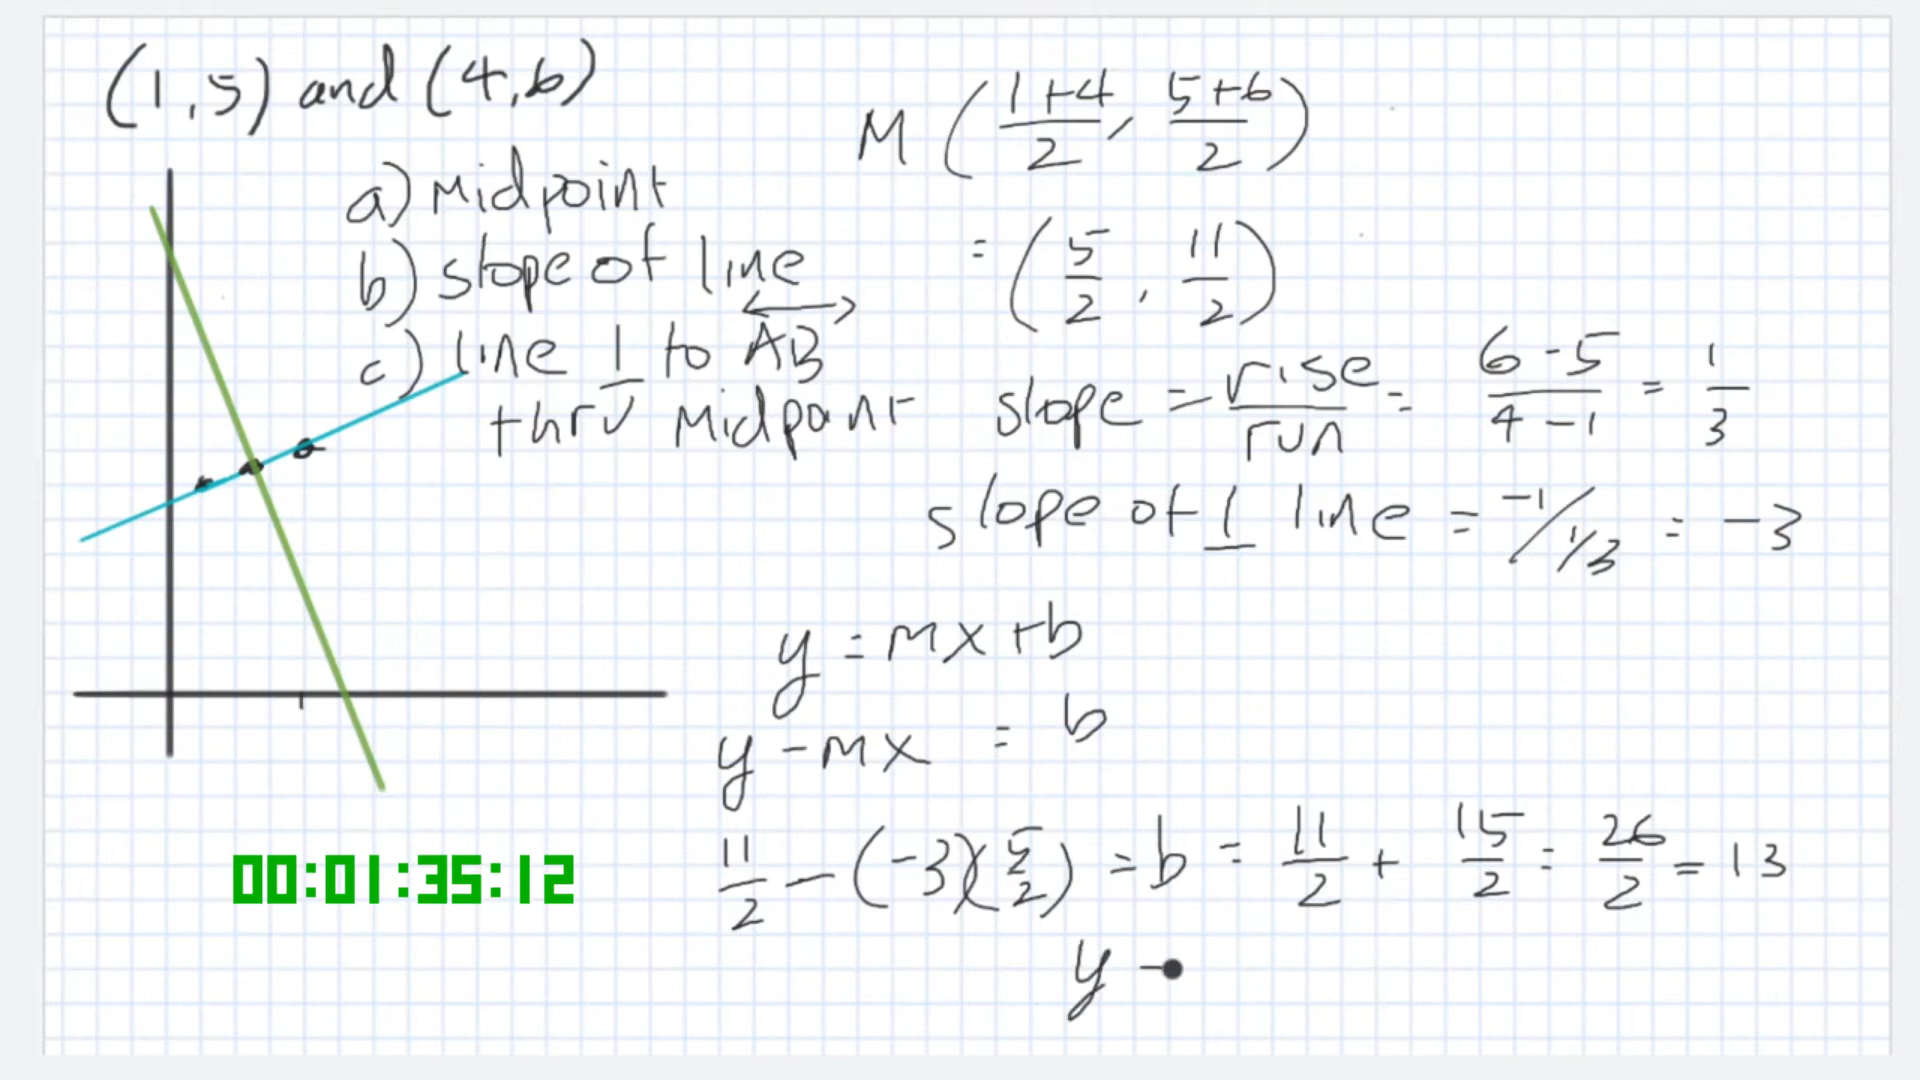 (1,5) and (4,6)
a) Midpoint
b) slope of line
c) line ⊥ to AB
thru Midpoint
M (1+4/2, 5+6/2)
= (5/2, 11/2)
slope = rise/run = 6-5/4-1 = 1/3
slope of ⊥ line = -1/1/3 = -3
y = mx+b
y -mx = b
11/2 - (-3)(5/2) = b = 11/2 + 15/2 = 26/2 = 13
y -
00:01:35:12